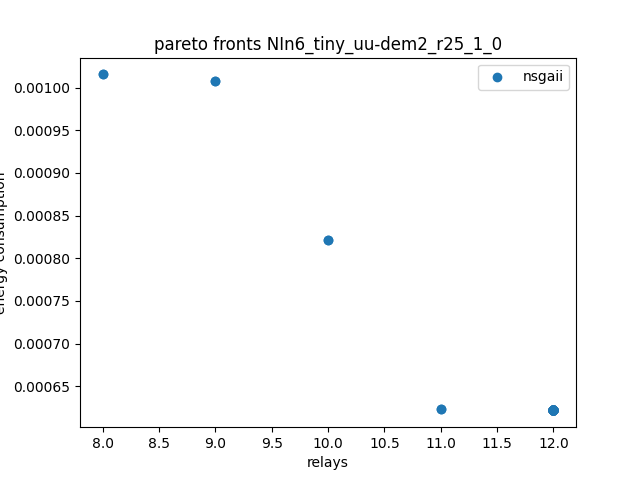 pareto fronts NIn6_tiny_uu-dem2_r25_1_0
nsgaii
0.00100
0.00095
0.00090
0.00085
0.00080
0.00075
0.00070
0.00065
energy consumption
8.0 8.5 9.0 9.5 10.0 10.5 11.0 11.5 12.0
relays